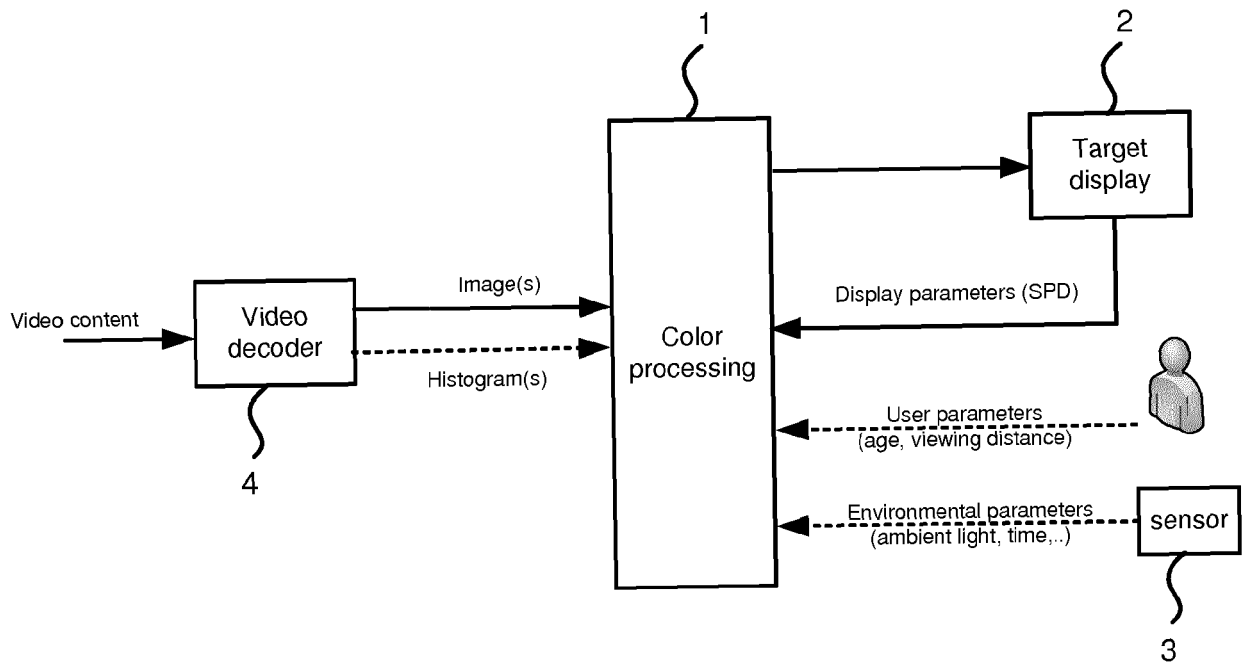 1
2
Target
display
Image(s)
Display parameters (SPD)
Video content
Video
decoder
Color
processing
Histogram(s)
User parameters
(age, viewing distance)
4
Environmental parameters
(ambient light, time,..)
sensor
3